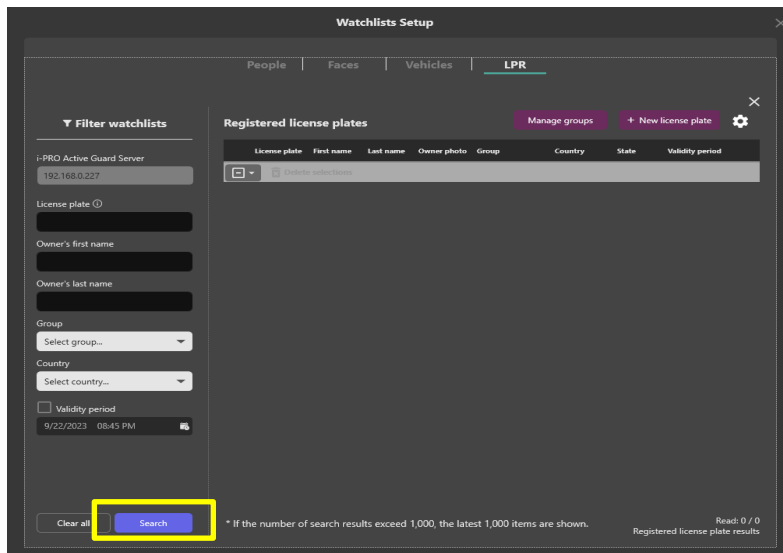 Watchlists Setup
People Faces Vehicles LPR
Filter watchlists
i-PRO Active Guard Server
192.168.0.227
License plate
Owner's first name
Owner's last name
Group
Select group...
Country
Select country...
Validity period
9/22/2023 08:45 PM
Clear all
Search
Registered license plates
Manage groups
+ New license plate
License plate First name Last name Owner photo Group Country State Validity period
Delete selections
* If the number of search results exceed 1,000, the latest 1,000 items are shown.
Read: 0 / 0
Registered license plate results